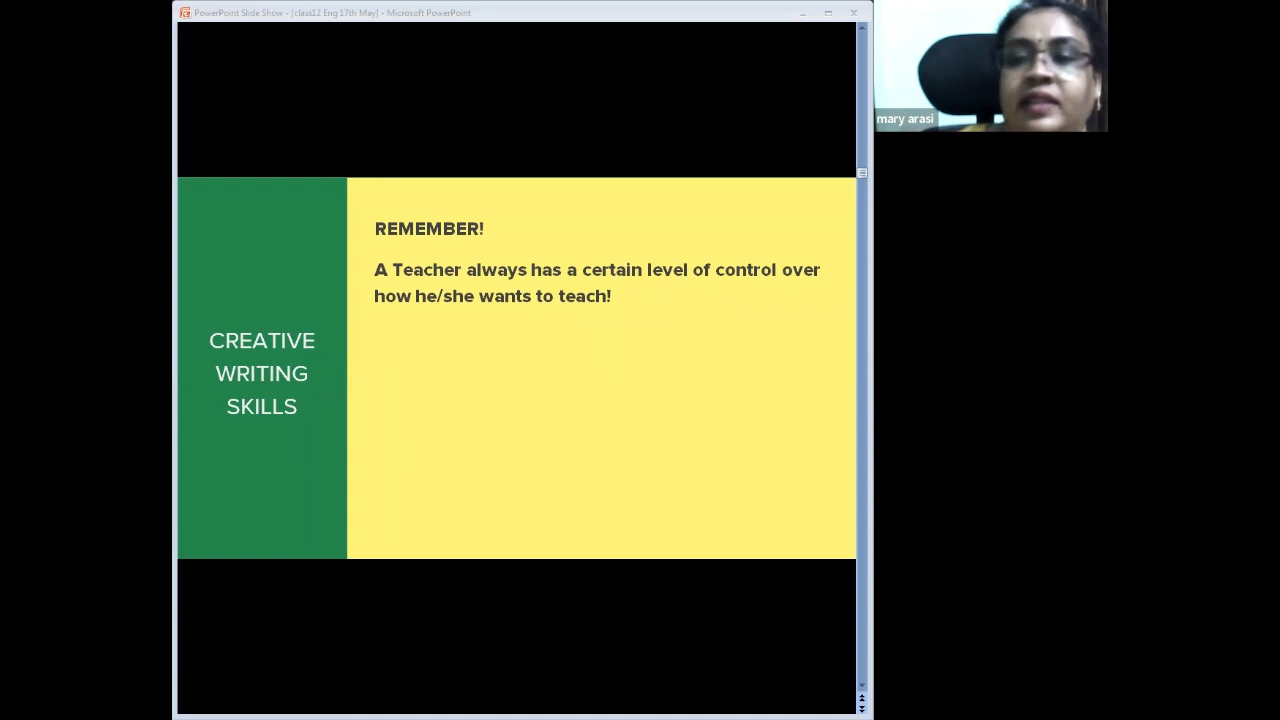 PowerPoint Slide Show - [class12 Eng 17th May] - Microsoft PowerPoint
mary arasi
REMEMBER!
A Teacher always has a certain level of control over
how he/she wants to teach!
CREATIVE
WRITING
SKILLS